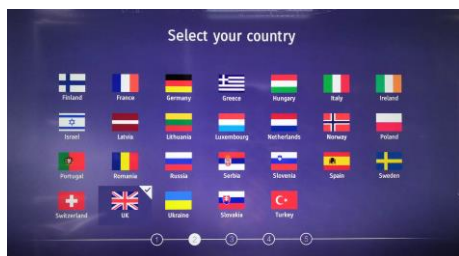 Select your country
Finland France Germany Greece Hungary Italy Ireland
Israel Latvia Lithuania Luxembourg Netherlands Norway Poland
Portugal Romania Russia Serbia Slovenia Spain Sweden
Switzerland UK Ukraine Slovakia Turkey
1 2 3 4 5